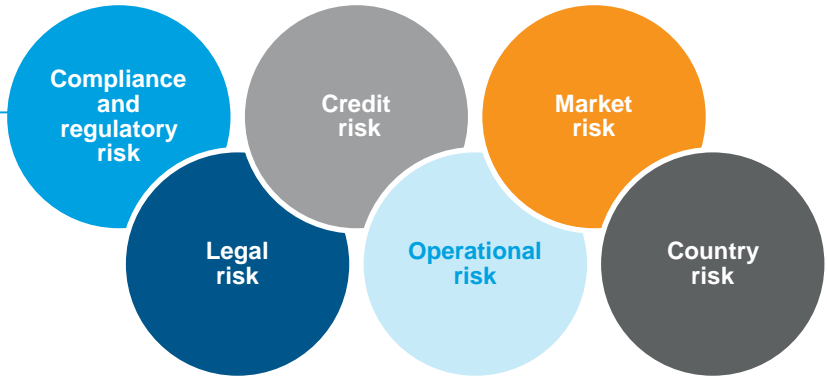 Compliance
and
regulatory
risk
Credit
risk
Market
risk
Legal
risk
Operational
risk
Country
risk